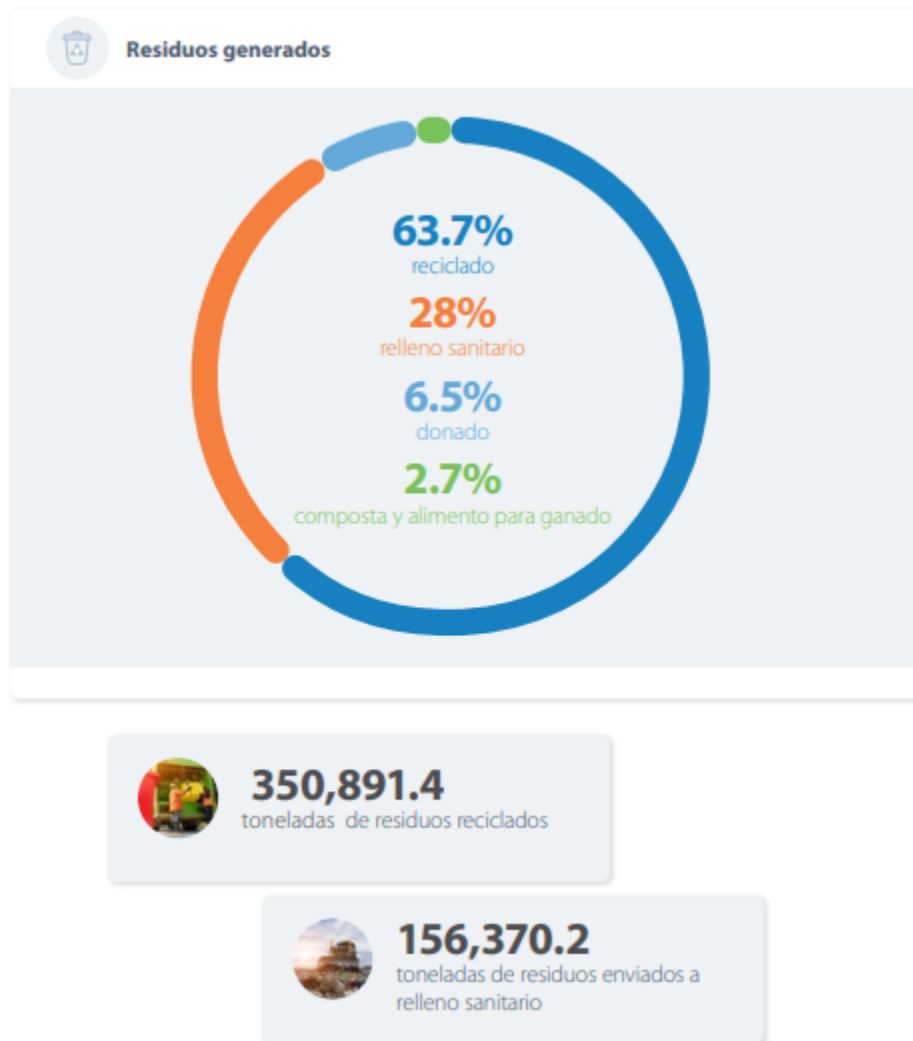 Residuos generados
63.7%
reciclado
28%
relleno sanitario
6.5%
donado
2.7%
composta y alimento para ganado
350,891.4
toneladas de residuos reciclados
156,370.2
toneladas de residuos enviados a
relleno sanitario